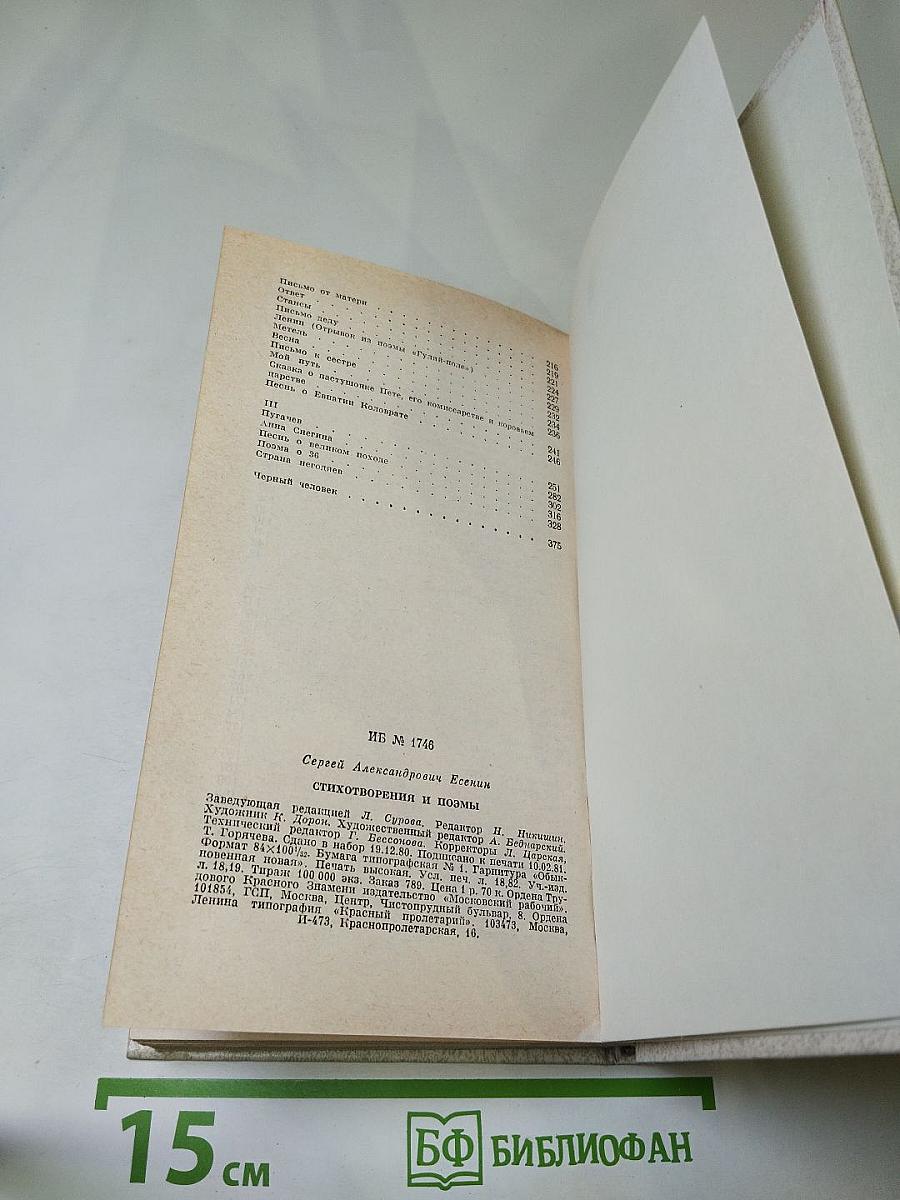 Письмо от матери . . . 216
Ответ . . . 219
Стансы . . . 221
Письмо деду . . . 224
Ленин (Отрывок из поэмы «Гуляй-поле») . . . 227
Метель . . . 229
Весна . . . 232
Письмо к сестре . . . 234
Мой путь . . . 236
Сказка о пастушонке Пете, его комиссарстве и коровьем
царстве . . . 241
Песнь о Евпатии Коловрате . . . 246
III
Пугачев . . . 251
Анна Снегина . . . 282
Песнь о великом походе . . . 302
Поэма о 36 . . . 316
Страна негодяев . . . 328
Черный человек . . . 375
ИБ № 1746
Сергей Александрович Есенин
СТИХОТВОРЕНИЯ И ПОЭМЫ
Заведующая редакцией Л. Сурова. Редактор Н. Никишин.
Художник К. Дорон. Художественный редактор А. Беднарский.
Технический редактор Г. Бессонова. Корректоры Л. Царская,
Т. Горячева. Сдано в набор 19.12.80. Подписано к печати 10.02.81.
Формат 84×100¹/₃₂. Бумага типографская № 1. Гарнитура «Обык-
новенная новая». Печать высокая. Усл. печ. л. 18,82. Уч.-изд.
л. 18,19. Тираж 100 000 экз. Заказ 789. Цена 1 р. 70 к. Ордена Тру-
дового Красного Знамени издательство «Московский рабочий».
101854, ГСП, Москва, Центр, Чистопрудный бульвар, 8. Ордена
Ленина типография «Красный пролетарий». 103473, Москва,
И-473, Краснопролетарская, 16.
15 см
БФ БИБЛИОФАН